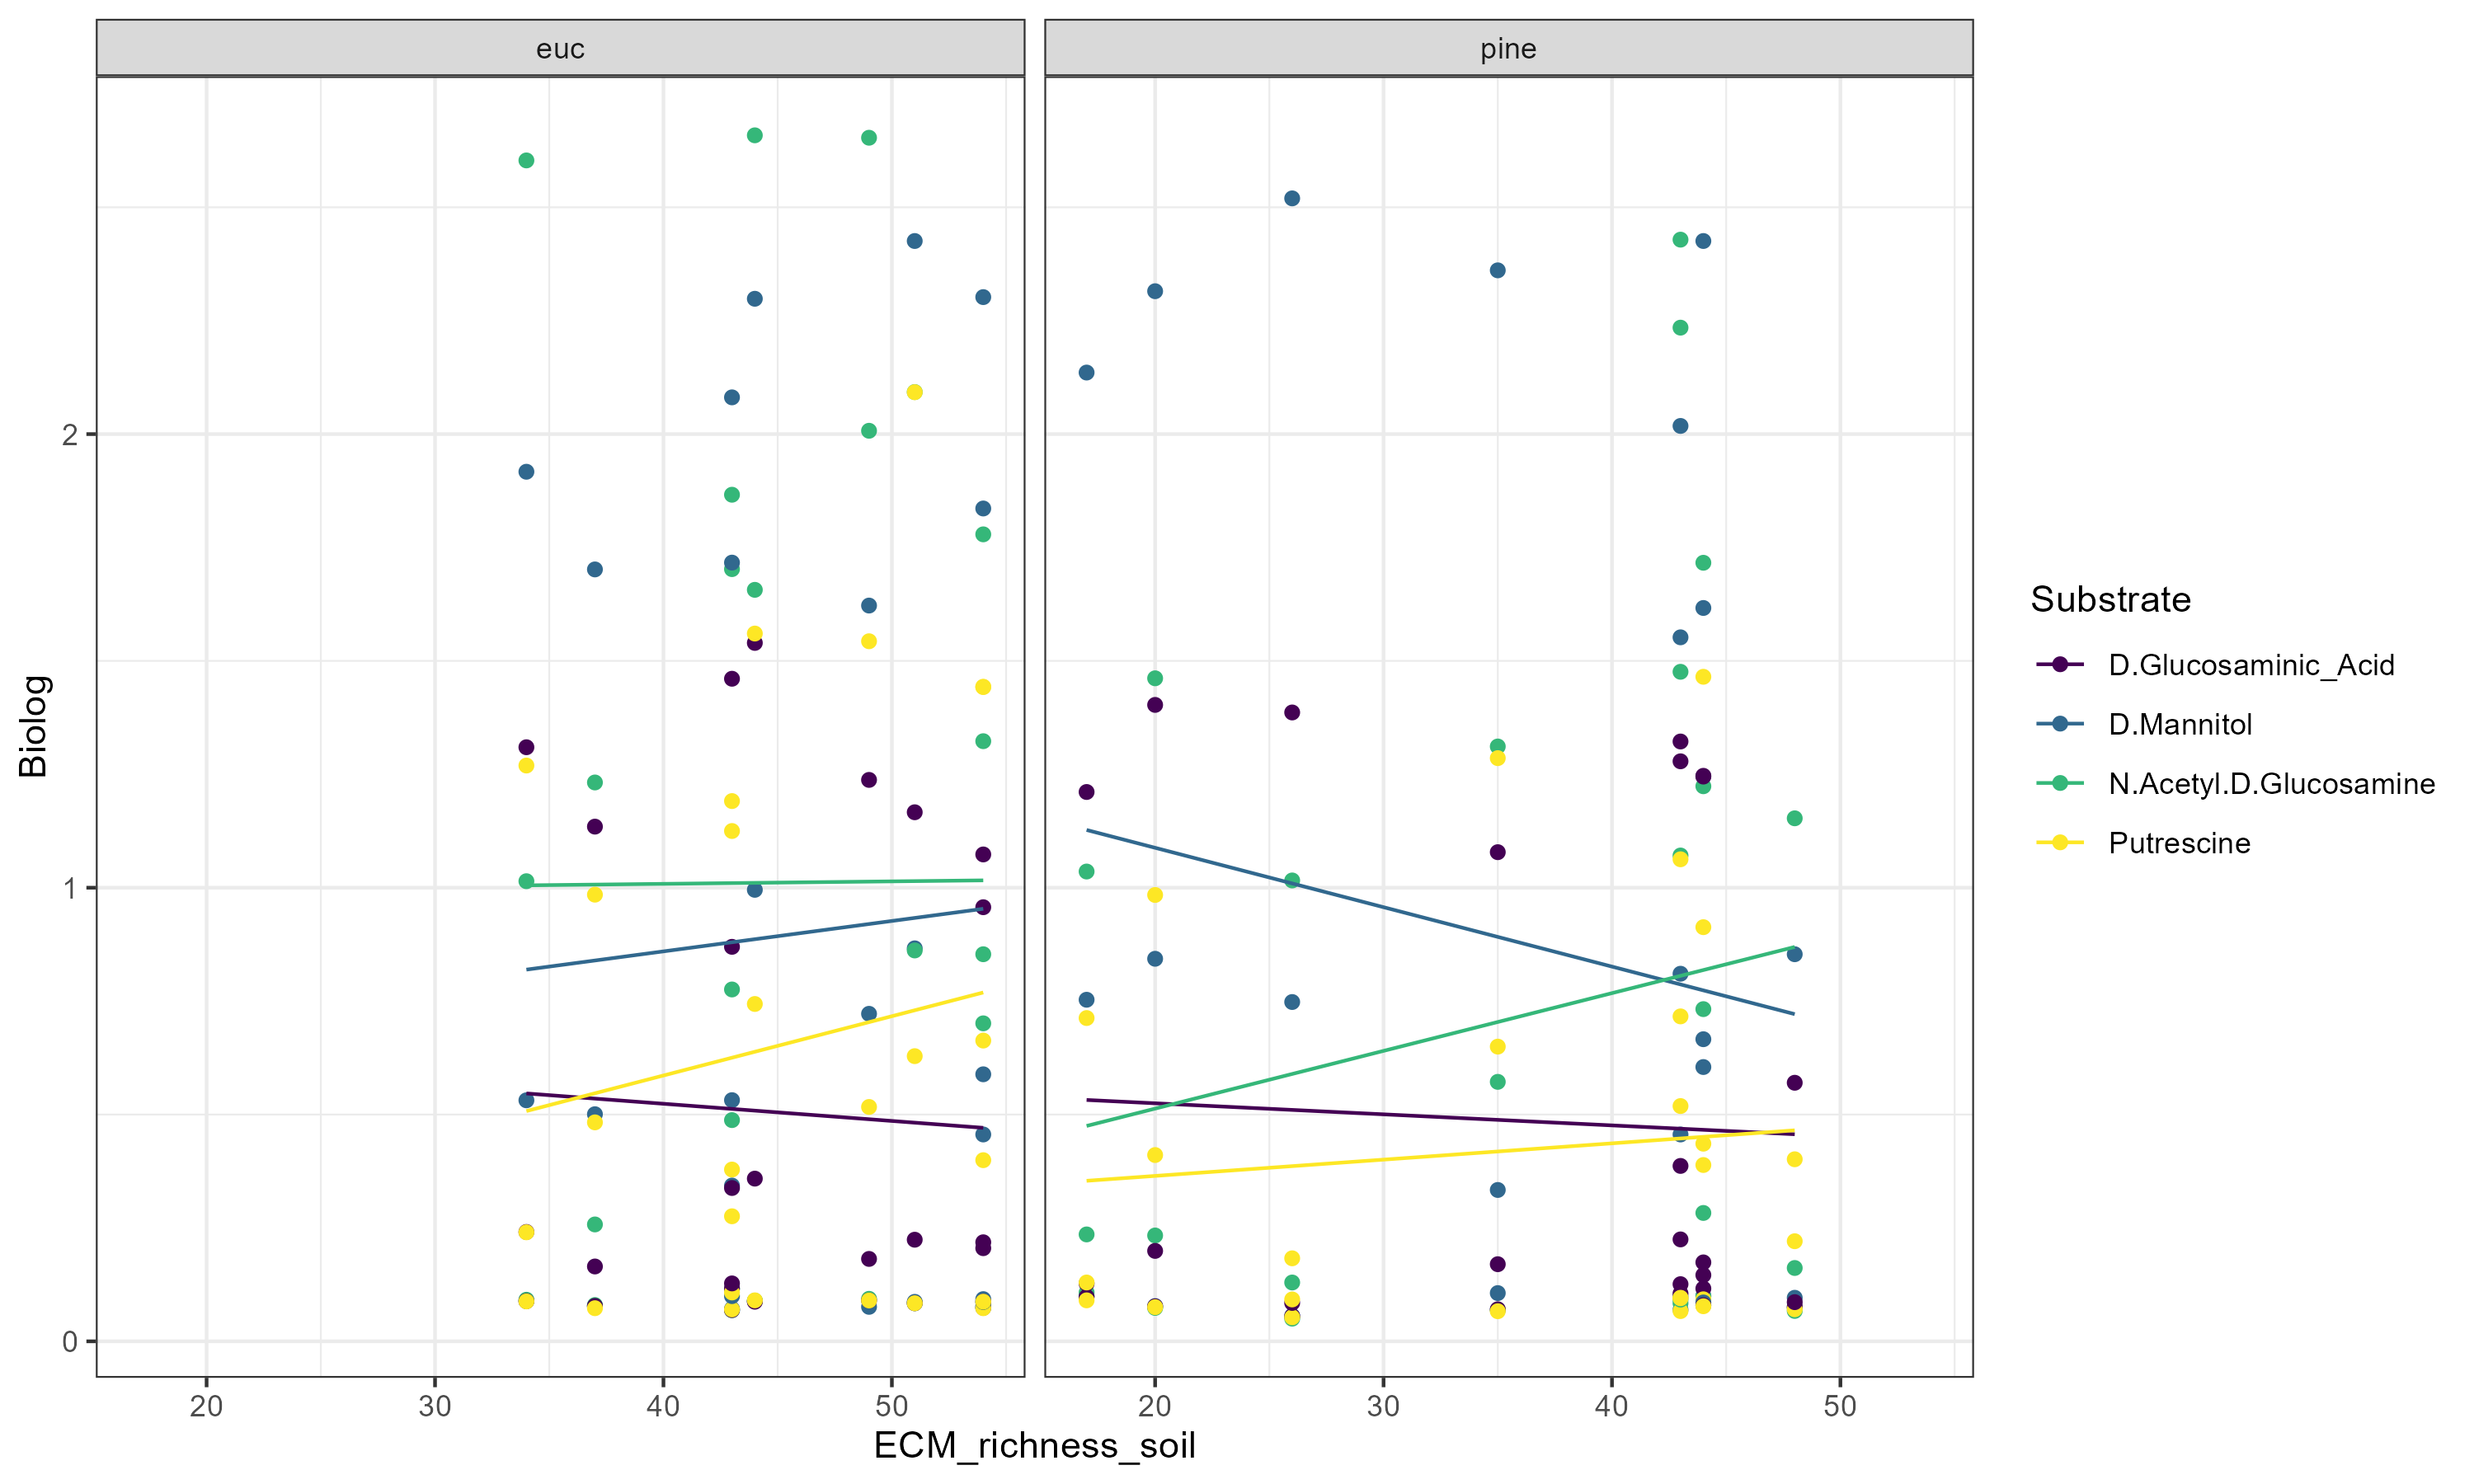 euc
pine
Biolog
2
1
0
20
30
40
50
20
30
40
50
ECM_richness_soil
Substrate
D.Glucosaminic_Acid
D.Mannitol
N.Acetyl.D.Glucosamine
Putrescine